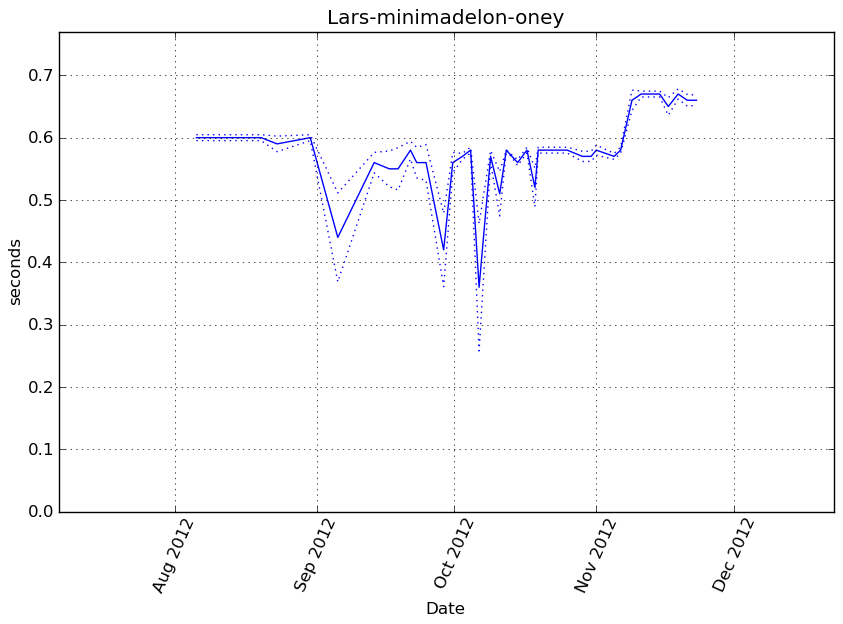 Lars-minimadelon-oney
0.7
0.6
0.5
0.4
0.3
0.2
0.1
0.0
seconds
Aug 2012
Sep 2012
Oct 2012
Nov 2012
Dec 2012
Date